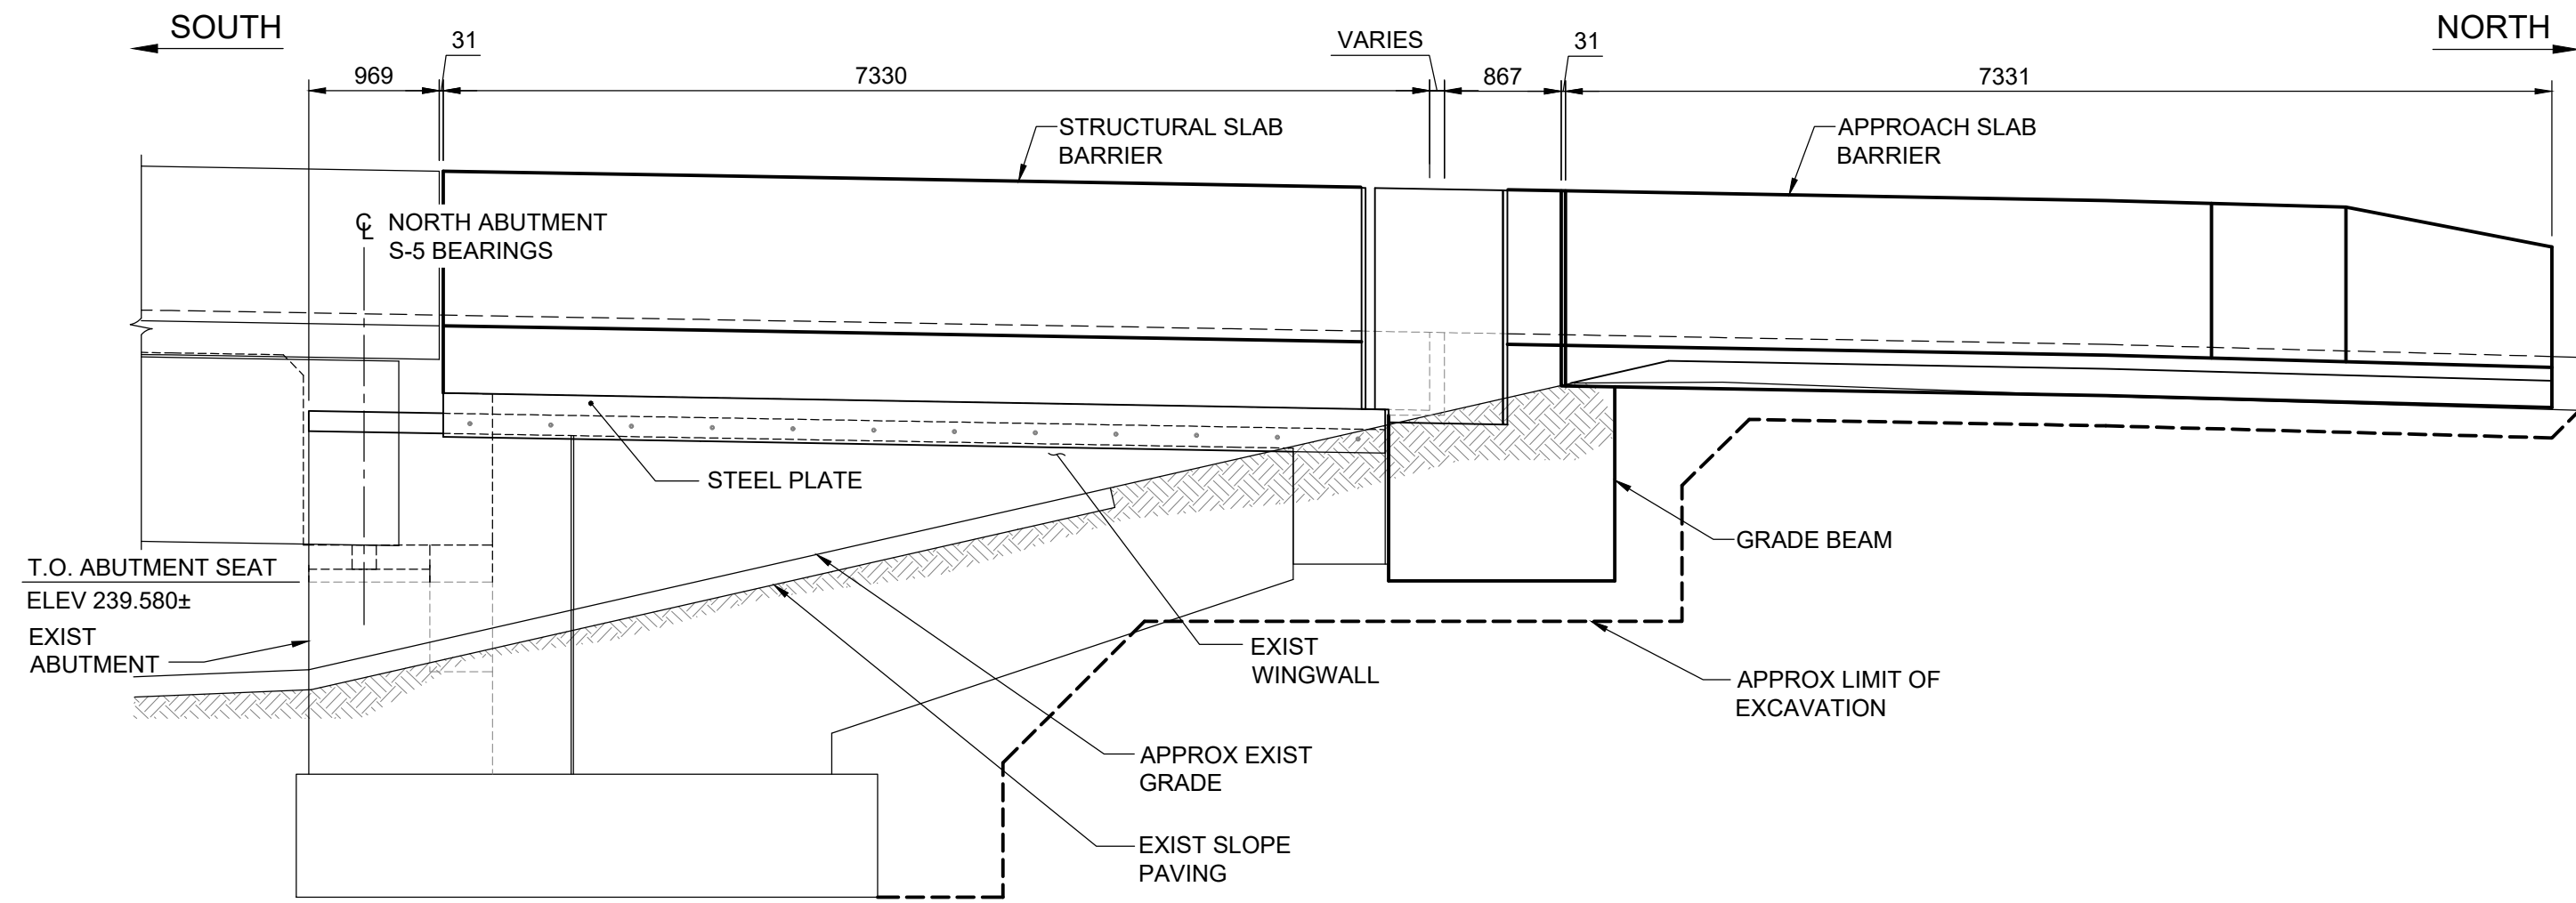 SOUTH
NORTH
31
VARIES
31
969
7330
867
7331
STRUCTURAL SLAB
BARRIER
APPROACH SLAB
BARRIER
℄ NORTH ABUTMENT
S-5 BEARINGS
STEEL PLATE
GRADE BEAM
T.O. ABUTMENT SEAT
ELEV 239.580±
EXIST
ABUTMENT
EXIST
WINGWALL
APPROX LIMIT OF
EXCAVATION
APPROX EXIST
GRADE
EXIST SLOPE
PAVING